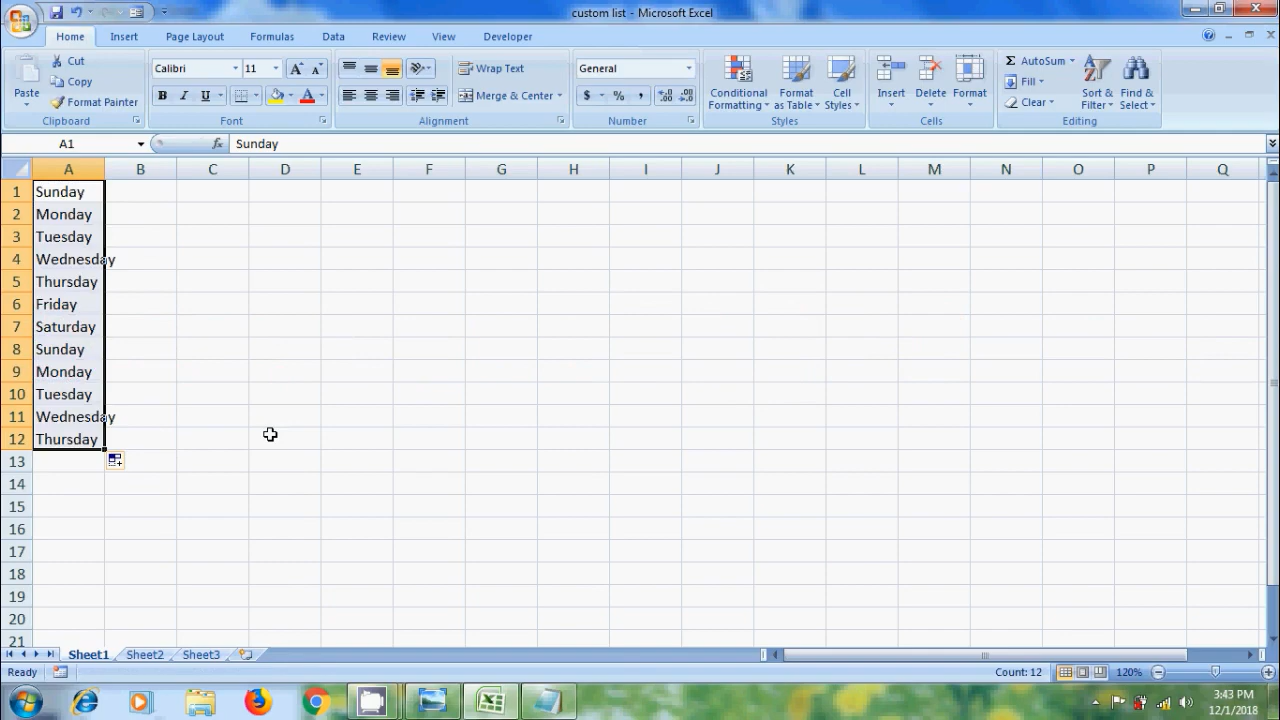 custom list - Microsoft Excel
Home Insert Page Layout Formulas Data Review View Developer
Paste
Cut
Copy
Format Painter
Clipboard
Calibri 11 A A
B I U A
Font
Wrap Text
Merge & Center
Alignment
General
$ % , .0 .00 .00 .0
Number
Conditional Formatting
Format as Table
Cell Styles
Styles
Insert Delete Format
Cells
Σ AutoSum
Fill
Clear
Sort & Filter
Find & Select
Editing
A1 fx Sunday
A B C D E F G H I J K L M N O P Q
1 Sunday
2 Monday
3 Tuesday
4 Wednesday
5 Thursday
6 Friday
7 Saturday
8 Sunday
9 Monday
10 Tuesday
11 Wednesday
12 Thursday
13
14
15
16
17
18
19
20
21
Sheet1 Sheet2 Sheet3
Ready Count: 12 120%
3:43 PM
12/1/2018